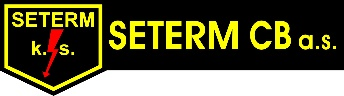 SETERM
k. s.
SETERM CB a.s.